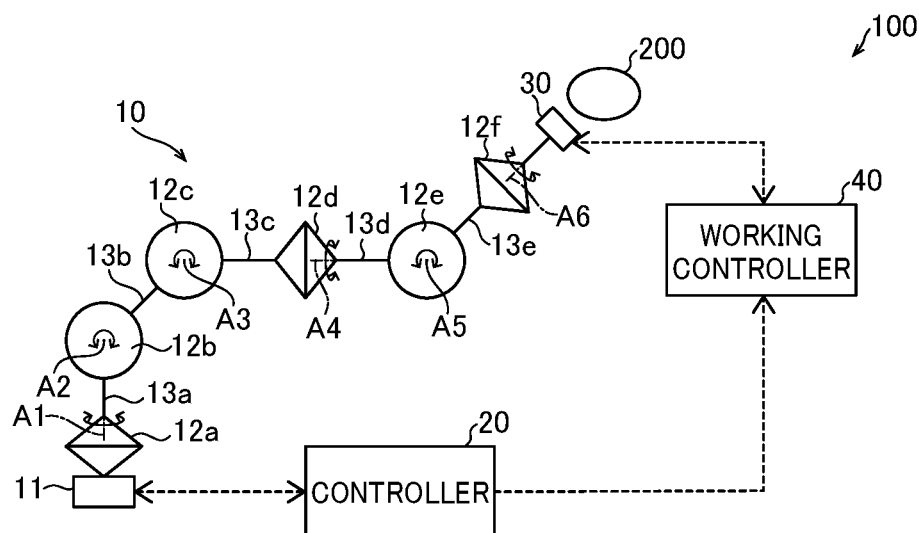 100
200
30
10
12f
12c
12d
12e
40
13c
13d
A6
13b
13e
WORKING
CONTROLLER
A3
A4
A5
12b
A2
13a
A1
12a
20
11
CONTROLLER